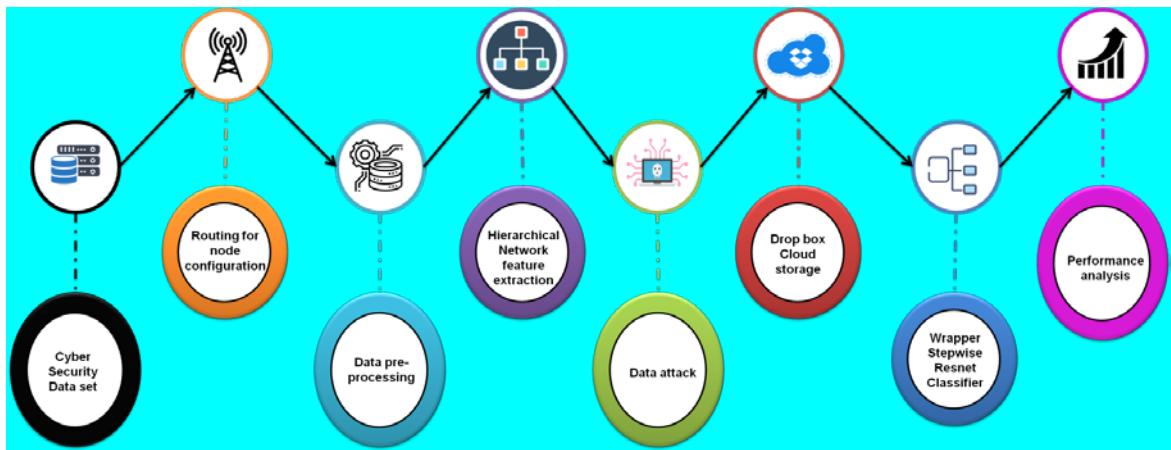 Cyber
Security
Data set
Routing for
node
configuration
Data pre-
processing
Hierarchical
Network
feature
extraction
Data attack
Drop box
Cloud
storage
Wrapper
Stepwise
Resnet
Classifier
Performance
analysis